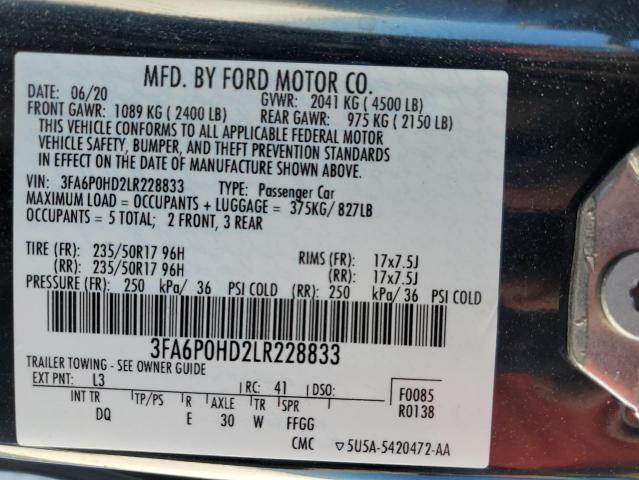 MFD. BY FORD MOTOR CO.
DATE: 06/20 GVWR: 2041 KG ( 4500 LB)
FRONT GAWR: 1089 KG ( 2400 LB) REAR GAWR: 975 KG ( 2150 LB)
THIS VEHICLE CONFORMS TO ALL APPLICABLE FEDERAL MOTOR
VEHICLE SAFETY, BUMPER, AND THEFT PREVENTION STANDARDS
IN EFFECT ON THE DATE OF MANUFACTURE SHOWN ABOVE.
VIN: 3FA6P0HD2LR228833 TYPE: Passenger Car
MAXIMUM LOAD = OCCUPANTS + LUGGAGE = 375KG/ 827LB
OCCUPANTS = 5 TOTAL; 2 FRONT, 3 REAR
TIRE (FR): 235/50R17 96H RIMS (FR): 17x7.5J
(RR): 235/50R17 96H (RR): 17x7.5J
PRESSURE (FR): 250 kPa/ 36 PSI COLD (RR): 250 kPa/ 36 PSI COLD
3FA6P0HD2LR228833
TRAILER TOWING - SEE OWNER GUIDE
EXT PNT: L3 RC: 41 DSO: F0085
INT TR TP/PS R AXLE TR SPR R0138
DQ E 30 W FFGG
CMC ▽5U5A-5420472-AA